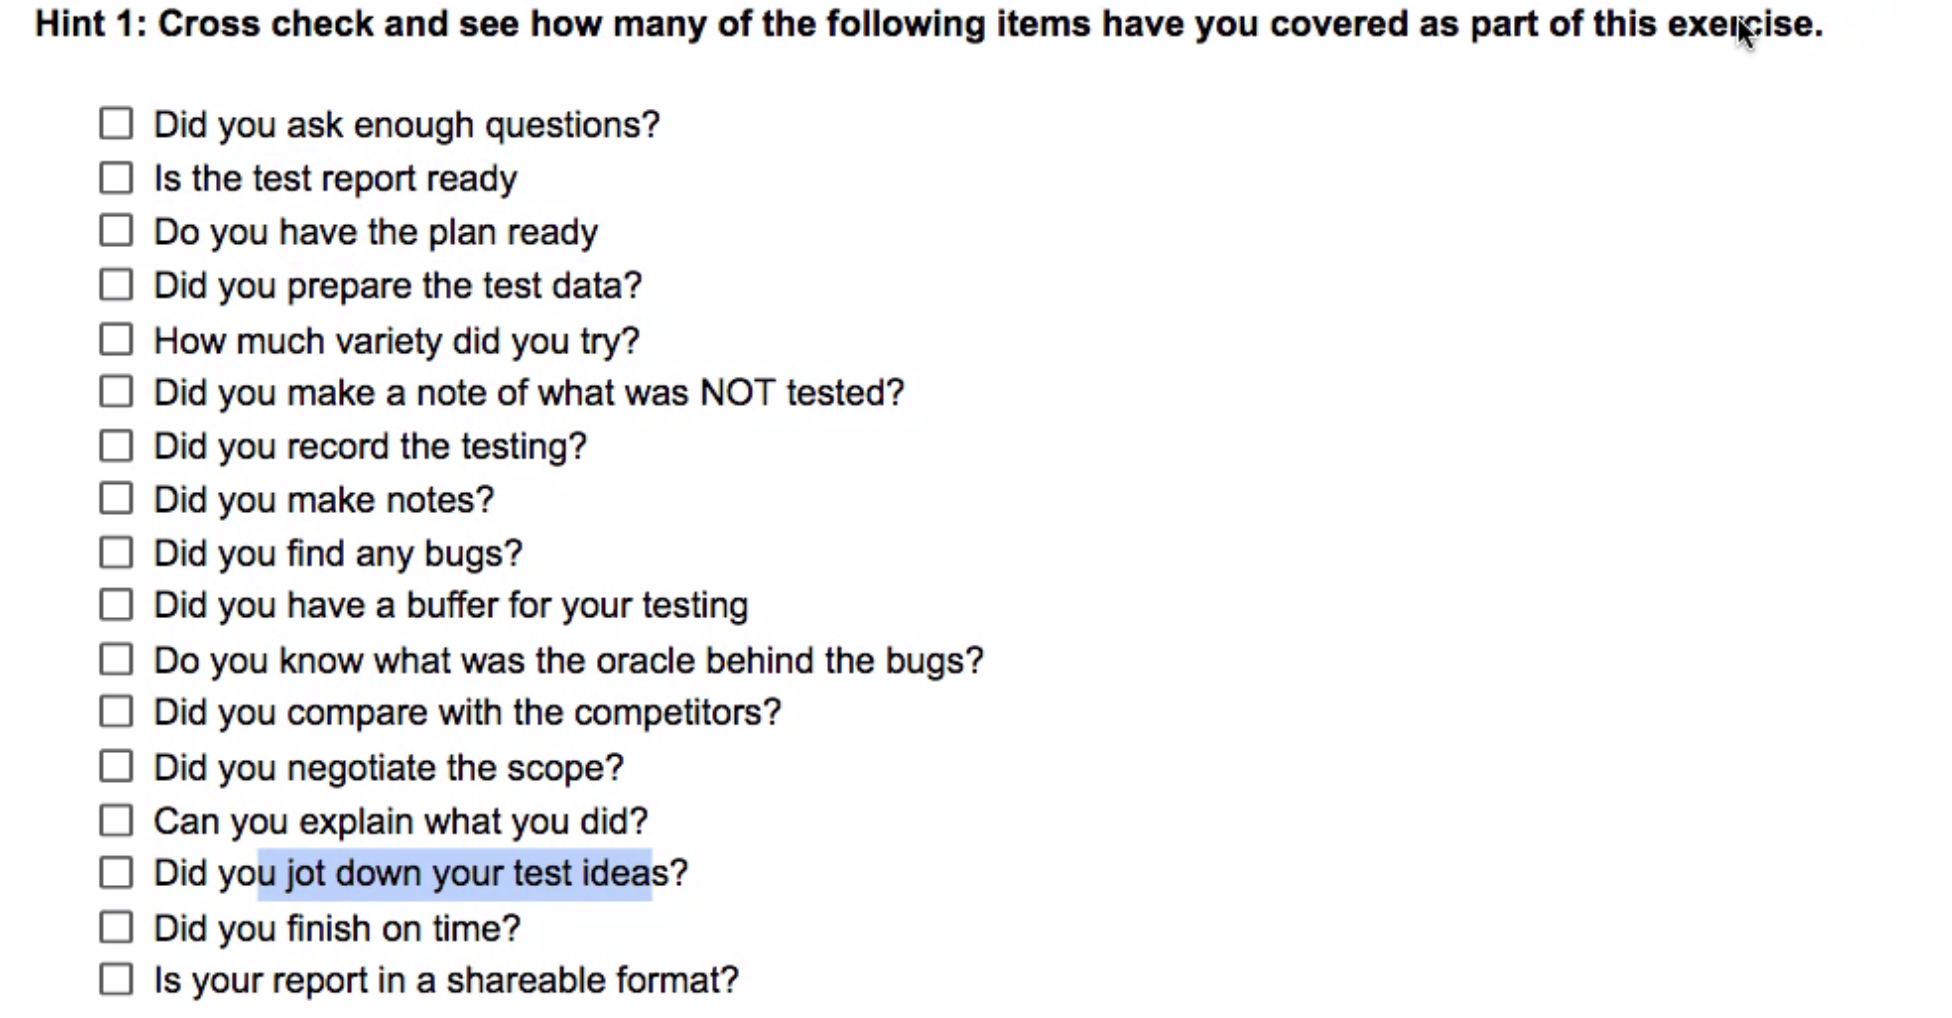 Hint 1: Cross check and see how many of the following items have you covered as part of this exercise.
Did you ask enough questions?
Is the test report ready
Do you have the plan ready
Did you prepare the test data?
How much variety did you try?
Did you make a note of what was NOT tested?
Did you record the testing?
Did you make notes?
Did you find any bugs?
Did you have a buffer for your testing
Do you know what was the oracle behind the bugs?
Did you compare with the competitors?
Did you negotiate the scope?
Can you explain what you did?
Did you jot down your test ideas?
Did you finish on time?
Is your report in a shareable format?